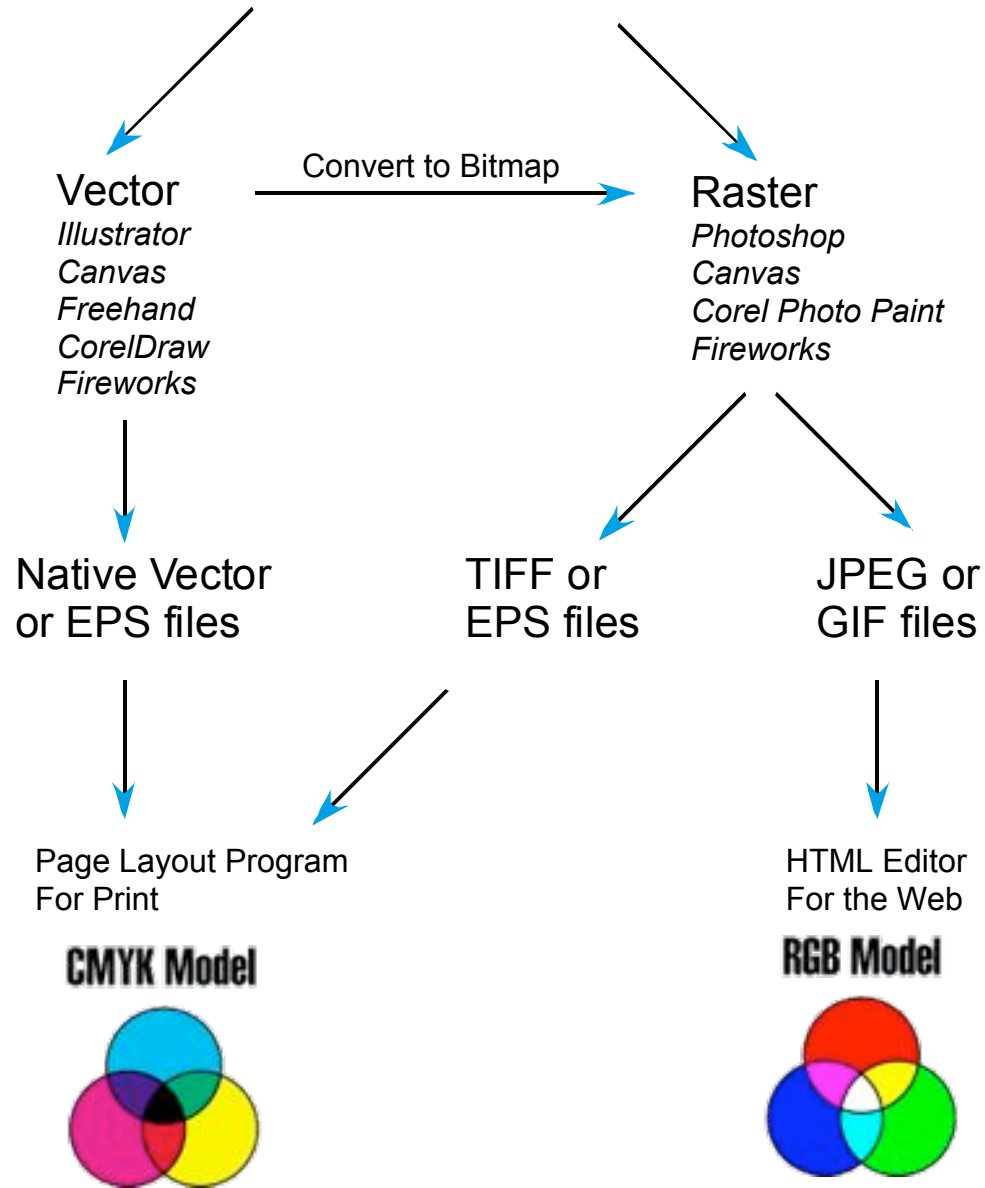 Convert to Bitmap
Vector
Illustrator
Canvas
Freehand
CorelDraw
Fireworks
Raster
Photoshop
Canvas
Corel Photo Paint
Fireworks
Native Vector
or EPS files
TIFF or
EPS files
JPEG or
GIF files
Page Layout Program
For Print
HTML Editor
For the Web
CMYK Model
RGB Model